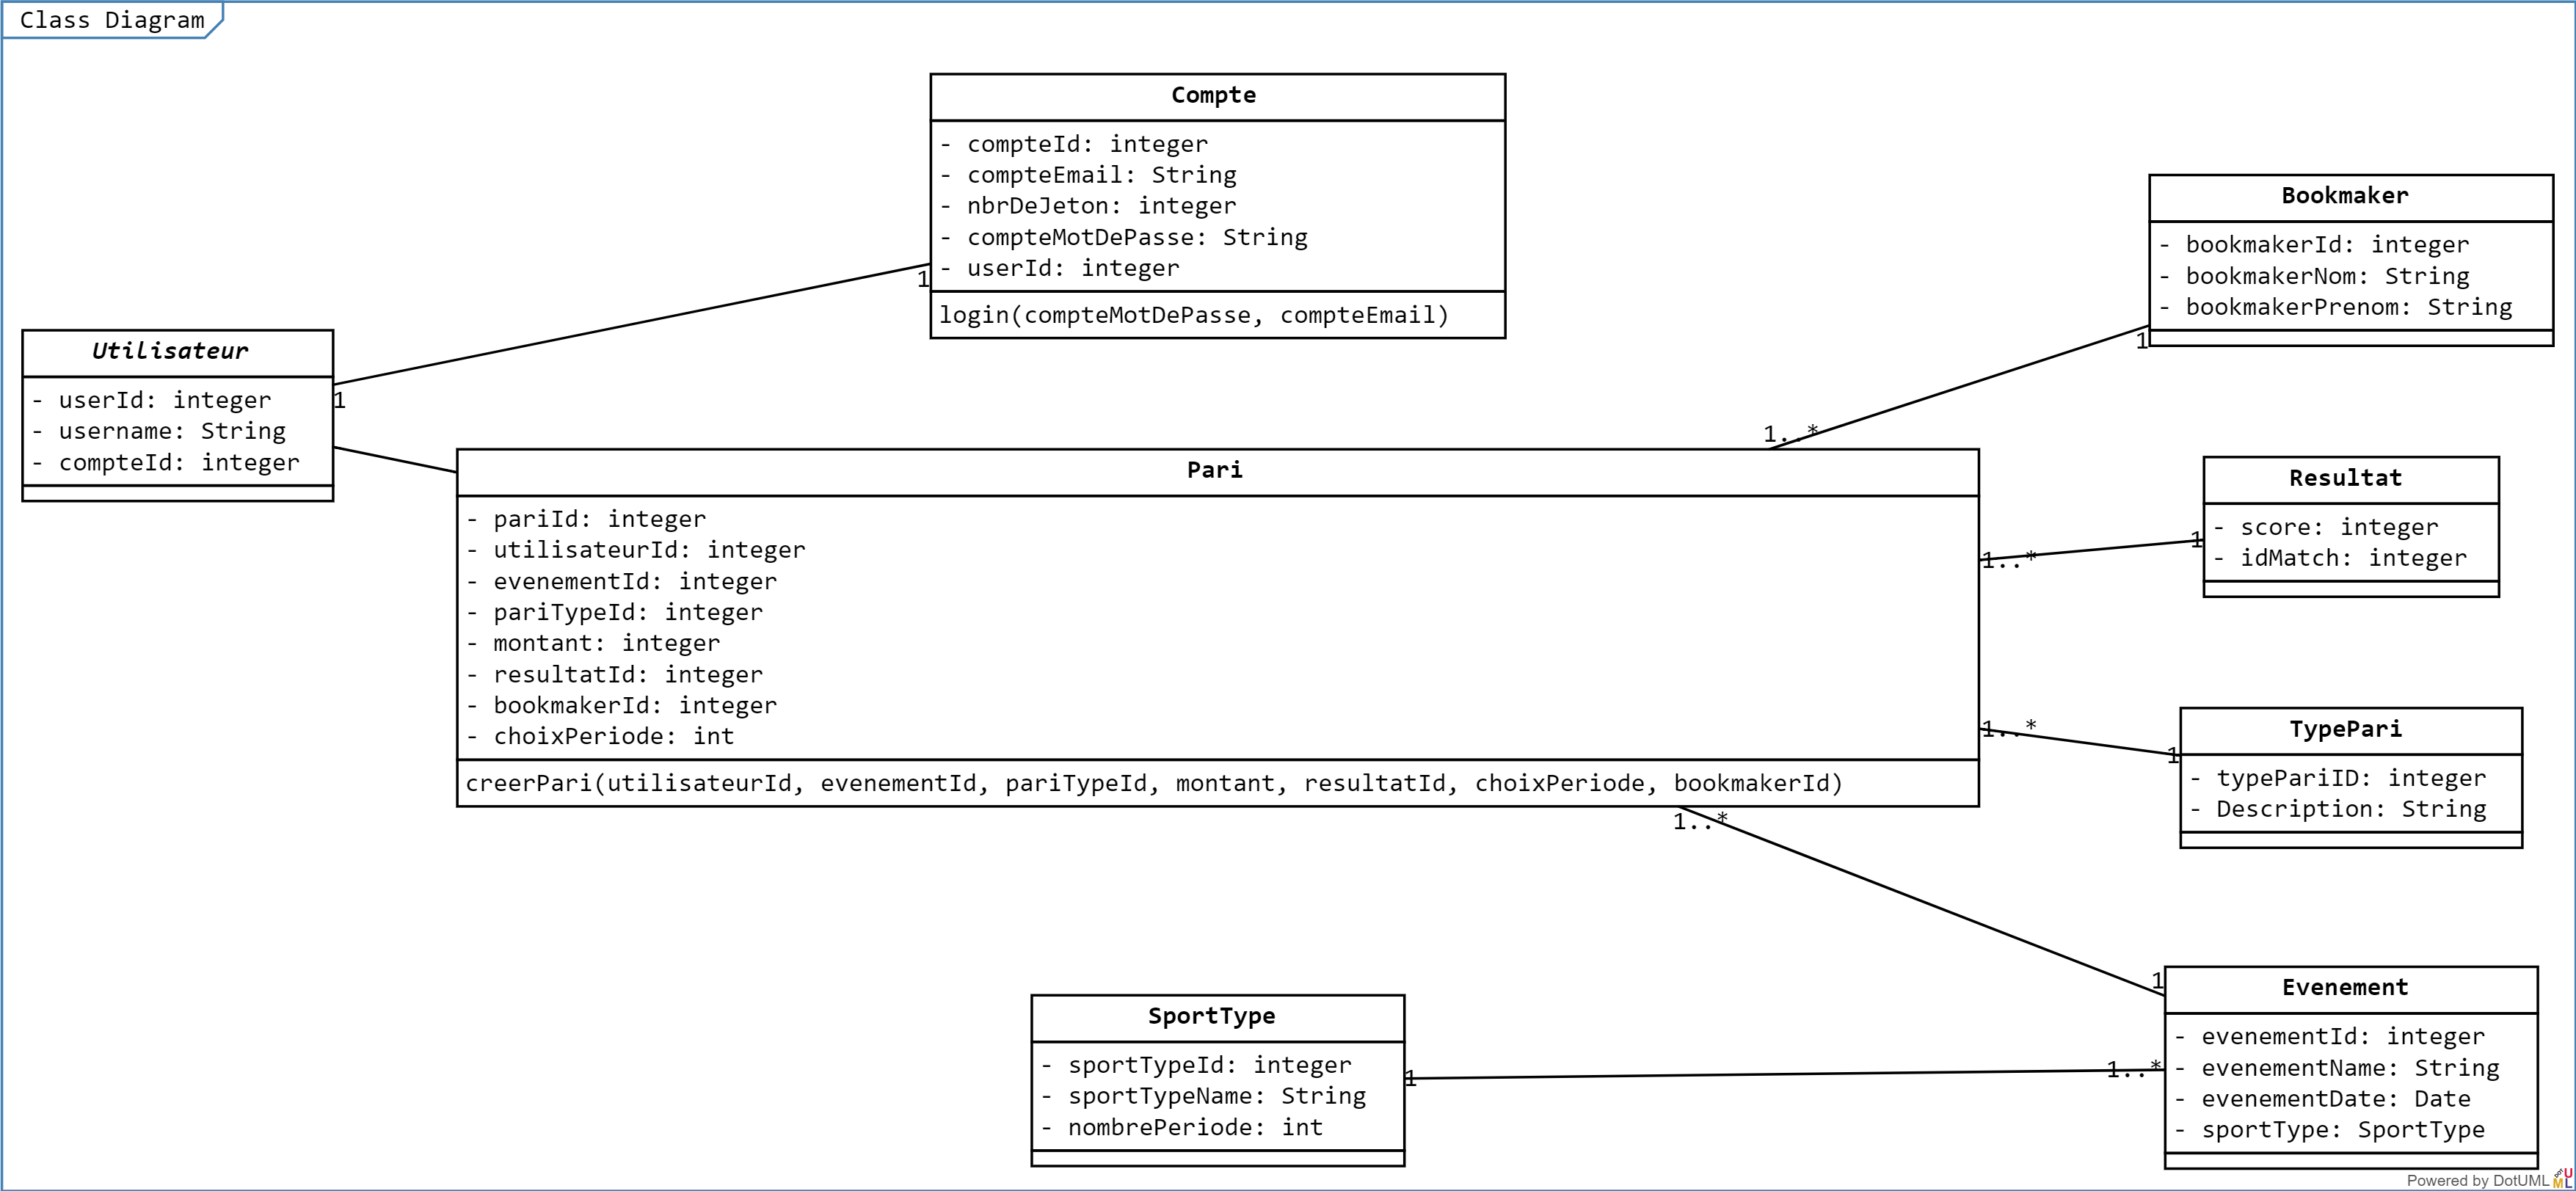 Class Diagram
Compte
- compteId: integer
- compteEmail: String
- nbrDeJeton: integer
- compteMotDePasse: String
- userId: integer
login(compteMotDePasse, compteEmail)
1
Bookmaker
- bookmakerId: integer
- bookmakerNom: String
- bookmakerPrenom: String
1
Utilisateur
- userId: integer
- username: String
- compteId: integer
1
1..*
Pari
- pariId: integer
- utilisateurId: integer
- evenementId: integer
- pariTypeId: integer
- montant: integer
- resultatId: integer
- bookmakerId: integer
- choixPeriode: int
creerPari(utilisateurId, evenementId, pariTypeId, montant, resultatId, choixPeriode, bookmakerId)
1..*
1
Resultat
- score: integer
- idMatch: integer
1..*
1
TypePari
- typePariID: integer
- Description: String
1..*
1
SportType
- sportTypeId: integer
- sportTypeName: String
- nombrePeriode: int
1
1..*
Evenement
- evenementId: integer
- evenementName: String
- evenementDate: Date
- sportType: SportType
Powered by DotUML
DOT
UML